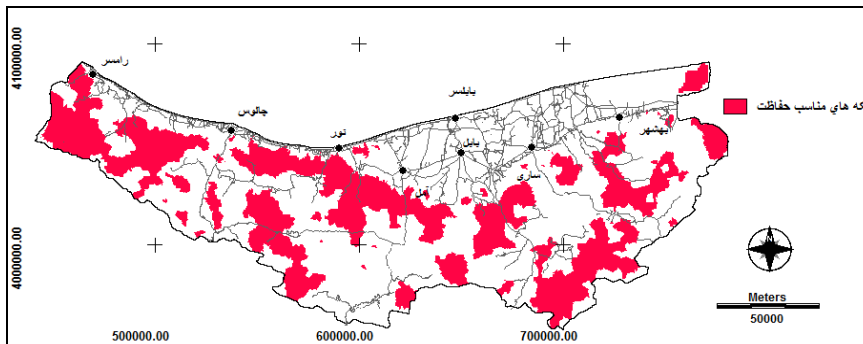 4100000.00
4000000.00
رامسر
چالوس
نور
بابلسر
بابل
ساري
بهشهر
که هاي مناسب حفاظت
Meters
50000
500000.00
600000.00
700000.00